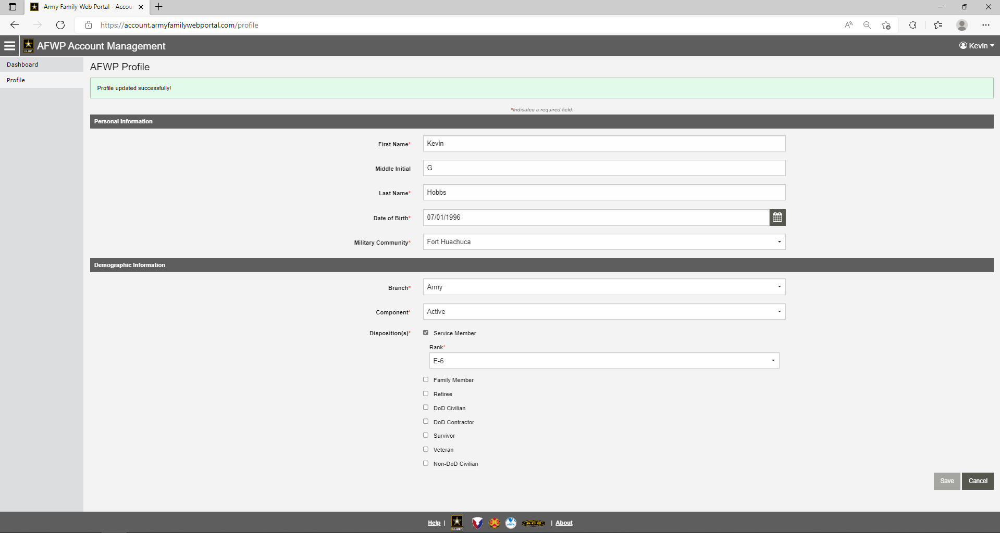 Army Family Web Portal - Accou
https://account.armyfamilywebportal.com/profile
AFWP Account Management
Kevin
Dashboard
Profile
AFWP Profile
Profile updated successfully!
*Indicates a required field.
Personal Information
First Name* Kevin
Middle Initial G
Last Name* Hobbs
Date of Birth* 07/01/1996
Military Community* Fort Huachuca
Demographic Information
Branch* Army
Component* Active
Disposition(s)* Service Member
Rank*
E-6
Family Member
Retiree
DoD Civilian
DoD Contractor
Survivor
Veteran
Non-DoD Civilian
Save Cancel
Help | U.S. ARMY ACS | About